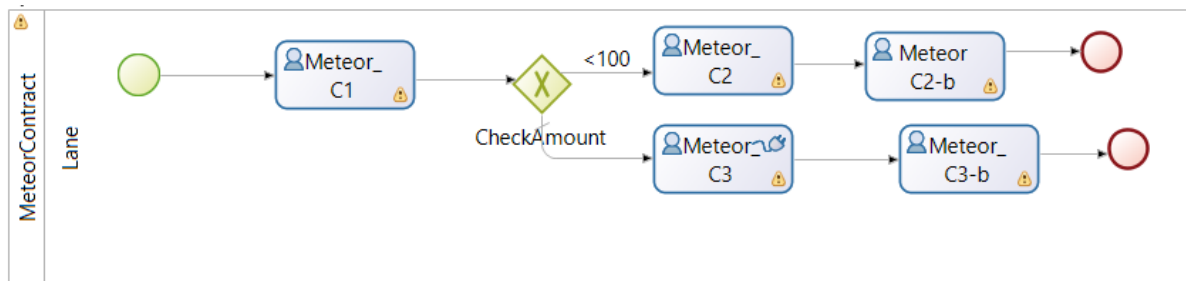 MeteorContract
Lane
Meteor_
C1
CheckAmount
<100
Meteor_
C2
Meteor
C2-b
Meteor_
C3
Meteor_
C3-b